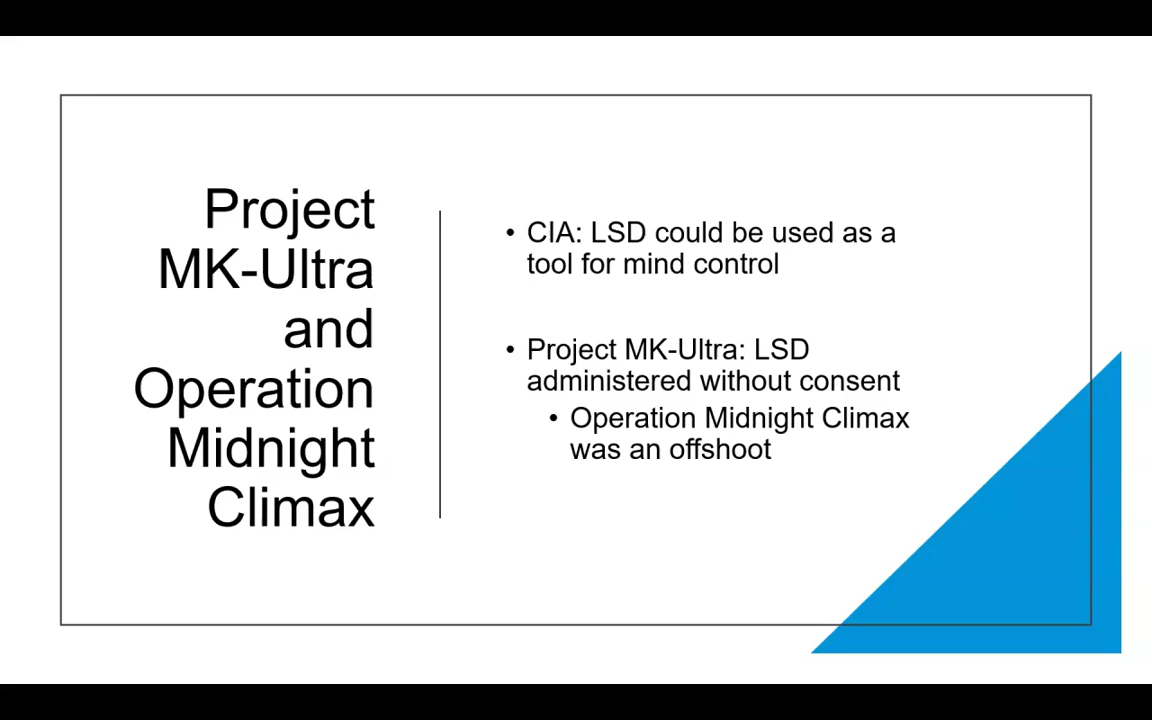 Project
MK-Ultra
and
Operation
Midnight
Climax
• CIA: LSD could be used as a
tool for mind control
• Project MK-Ultra: LSD
administered without consent
• Operation Midnight Climax
was an offshoot